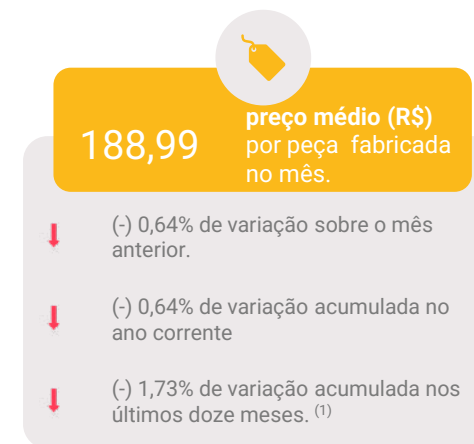 188,99
preço médio (R$)
por peça fabricada
no mês.
(-) 0,64% de variação sobre o mês
anterior.
(-) 0,64% de variação acumulada no
ano corrente
(-) 1,73% de variação acumulada nos
últimos doze meses. (1)